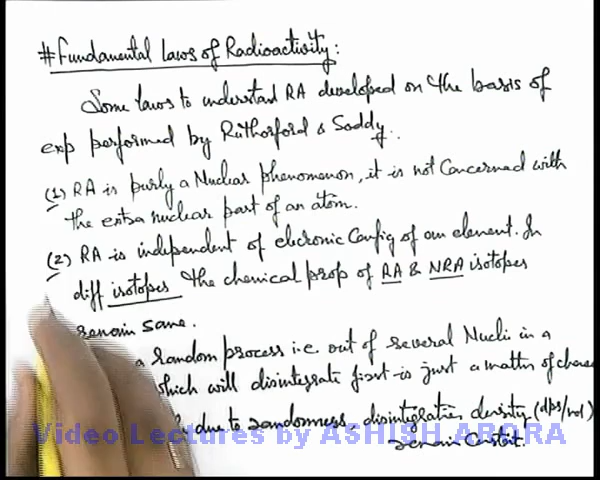 # Fundamental Laws of Radioactivity:
Some laws to understand RA developed on the basis of
exp performed by Rutherford & Soddy.
(1) RA is purly a Nuclear phenomenon, it is not Concerned with
the extra nuclear part of an atom.
(2) RA is independent of elcronic Config of an element. In
diff isotopes the chemical prop of RA & NRA isotopes
remain same.
a random process i.e. out of several Nucli in a
which will disintegrate first is just a matter of chance
due to randomness, disintegration density (dps/vol)
remain Constant.
Video Lectures by ASHISH ARORA